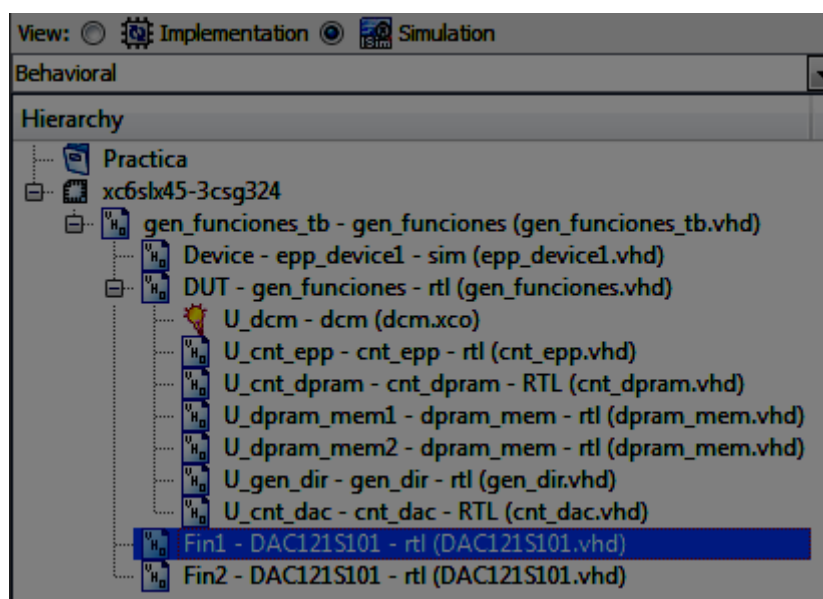 View: Implementation Simulation
Behavioral
Hierarchy
Practica
xc6slx45-3csg324
gen_funciones_tb - gen_funciones (gen_funciones_tb.vhd)
Device - epp_device1 - sim (epp_device1.vhd)
DUT - gen_funciones - rtl (gen_funciones.vhd)
U_dcm - dcm (dcm.xco)
U_cnt_epp - cnt_epp - rtl (cnt_epp.vhd)
U_cnt_dpram - cnt_dpram - RTL (cnt_dpram.vhd)
U_dpram_mem1 - dpram_mem - rtl (dpram_mem.vhd)
U_dpram_mem2 - dpram_mem - rtl (dpram_mem.vhd)
U_gen_dir - gen_dir - rtl (gen_dir.vhd)
U_cnt_dac - cnt_dac - RTL (cnt_dac.vhd)
Fin1 - DAC121S101 - rtl (DAC121S101.vhd)
Fin2 - DAC121S101 - rtl (DAC121S101.vhd)